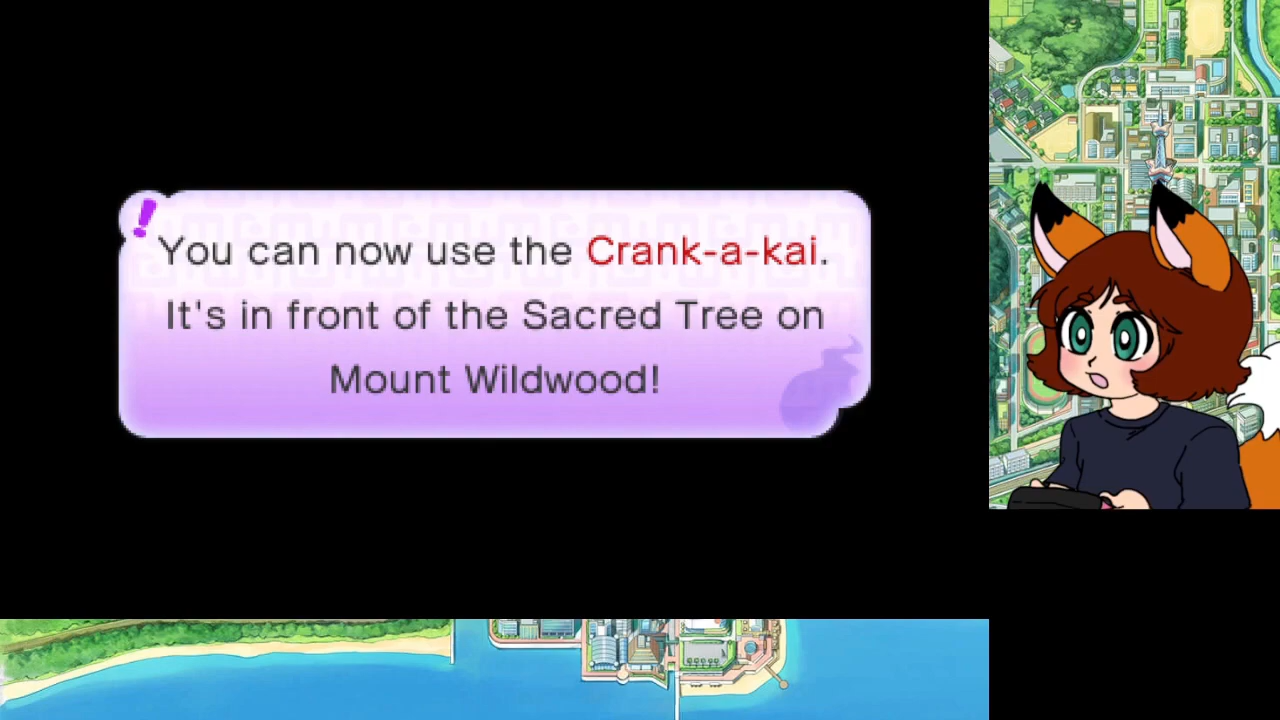 You can now use the Crank-a-kai.
It's in front of the Sacred Tree on
Mount Wildwood!